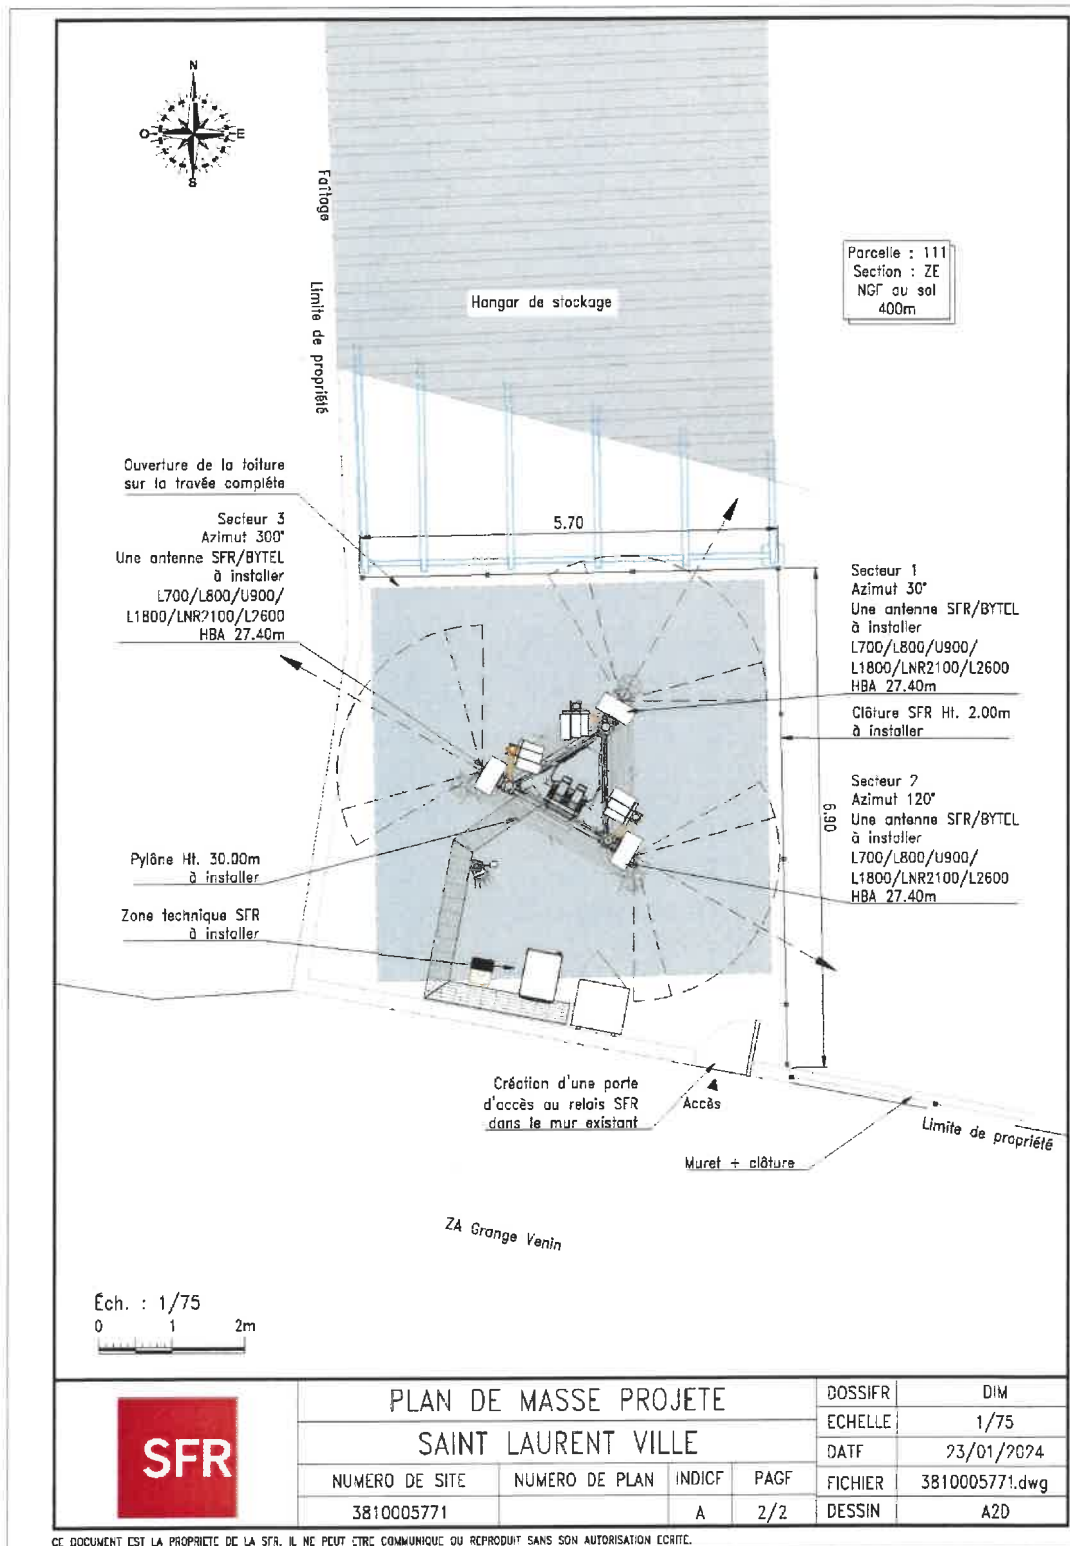 N
O
E
S
Faîtage
Limite de propriété
Hangar de stockage
Parcelle : 111
Section : ZE
NGF au sol
400m
Ouverture de la toiture
sur la travée complète
5.70
Secteur 3
Azimut 300°
Une antenne SFR/BYTEL
à installer
L700/L800/U900/
L1800/LNR2100/L2600
HBA 27.40m
Secteur 1
Azimut 30°
Une antenne SFR/BYTEL
à installer
L700/L800/U900/
L1800/LNR2100/L2600
HBA 27.40m
Clôture SFR Ht. 2.00m
à installer
6.90
Secteur 2
Azimut 120°
Une antenne SFR/BYTEL
à installer
L700/L800/U900/
L1800/LNR2100/L2600
HBA 27.40m
Pylône Ht. 30.00m
à installer
Zone technique SFR
à installer
Création d'une porte
d'accès au relais SFR
dans le mur existant
Accès
Limite de propriété
Muret + clôture
ZA Grange Venin
Éch. : 1/75
0 1 2m
SFR
PLAN DE MASSE PROJETE
SAINT LAURENT VILLE
NUMERO DE SITE NUMERO DE PLAN INDICE PAGE
3810005771 A 2/2
DOSSIER DIM
ECHELLE 1/75
DATE 23/01/2024
FICHIER 3810005771.dwg
DESSIN A2D
CE DOCUMENT EST LA PROPRIETE DE LA SFR. IL NE PEUT ETRE COMMUNIQUE OU REPRODUIT SANS SON AUTORISATION ECRITE.